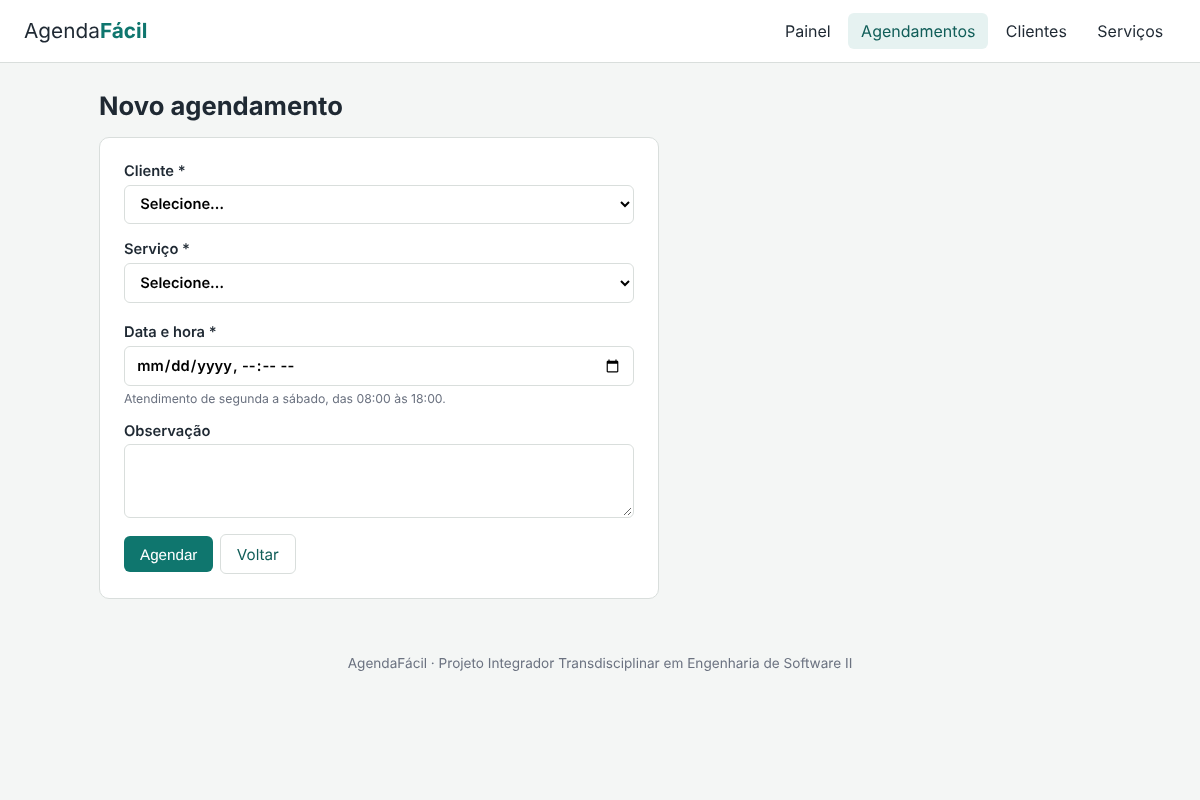 AgendaFácil
Painel
Agendamentos
Clientes
Serviços
Novo agendamento
Cliente *
Selecione...
Serviço *
Selecione...
Data e hora *
mm/dd/yyyy, --:-- --
Atendimento de segunda a sábado, das 08:00 às 18:00.
Observação
Agendar
Voltar
AgendaFácil · Projeto Integrador Transdisciplinar em Engenharia de Software II